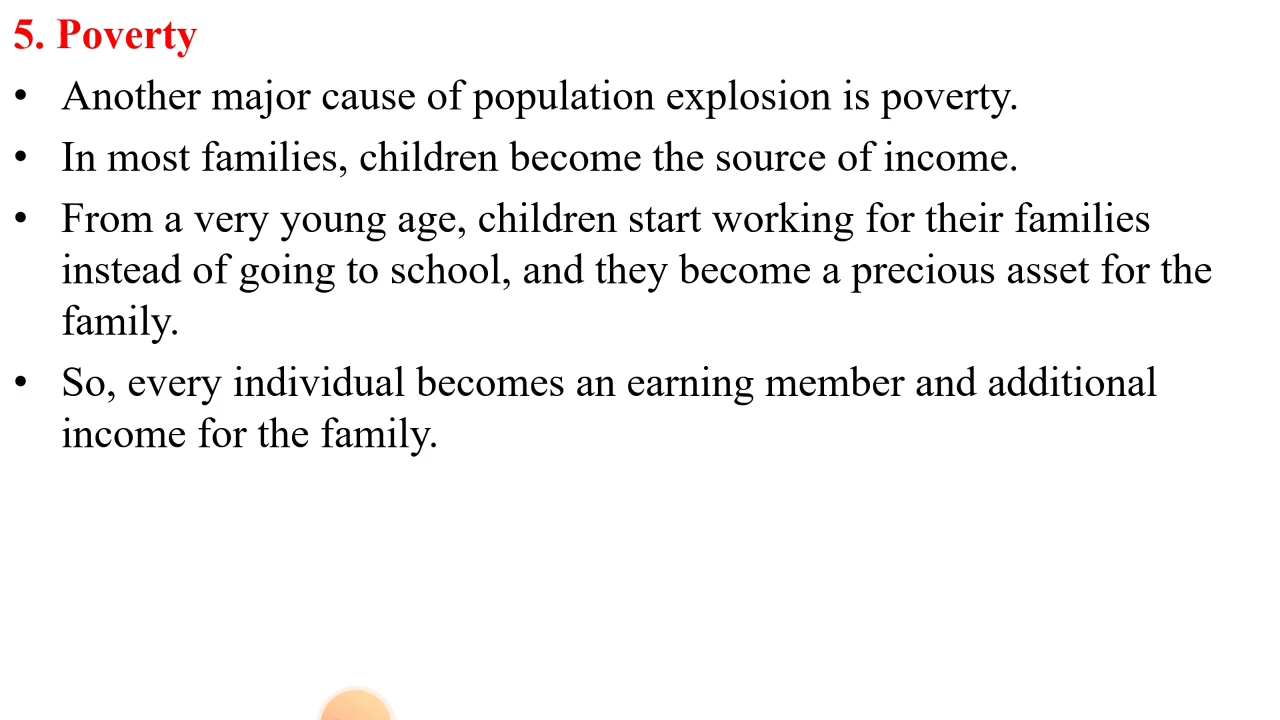 5. Poverty
• Another major cause of population explosion is poverty.
• In most families, children become the source of income.
• From a very young age, children start working for their families
instead of going to school, and they become a precious asset for the
family.
• So, every individual becomes an earning member and additional
income for the family.